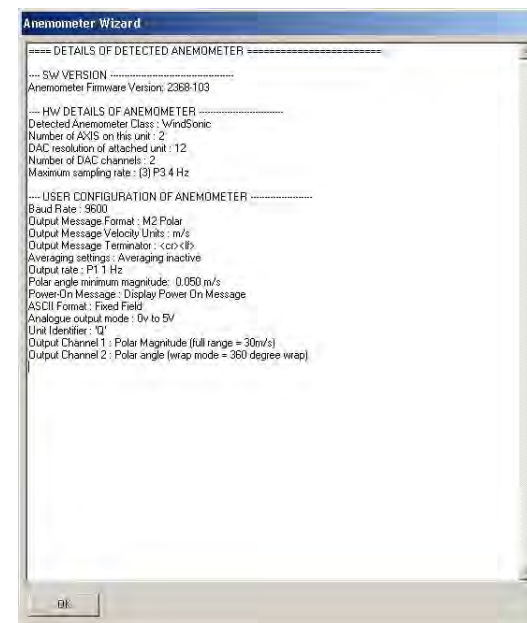 Anemometer Wizard
==== DETAILS OF DETECTED ANEMOMETER =========================
---- SW VERSION ----------------------------------------
Anemometer Firmware Version: 2368-103
---- HW DETAILS OF ANEMOMETER ---------------------------
Detected Anemometer Class : WindSonic
Number of AXIS on this unit : 2
DAC resolution of attached unit : 12
Number of DAC channels : 2
Maximum sampling rate : (3) P3 4 Hz
---- USER CONFIGURATION OF ANEMOMETER --------------------
Baud Rate : 9600
Output Message Format : M2 Polar
Output Message Velocity Units : m/s
Output Message Terminator : <cr><lf>
Averaging settings : Averaging inactive
Output rate : P1 1 Hz
Polar angle minimum magnitude: 0.050 m/s
Power-On Message : Display Power On Message
ASCII Format : Fixed Field
Analogue output mode : 0v to 5V
Unit Identifier : 'Q'
Output Channel 1 : Polar Magnitude (full range = 30m/s)
Output Channel 2 : Polar angle (wrap mode = 360 degree wrap)
OK